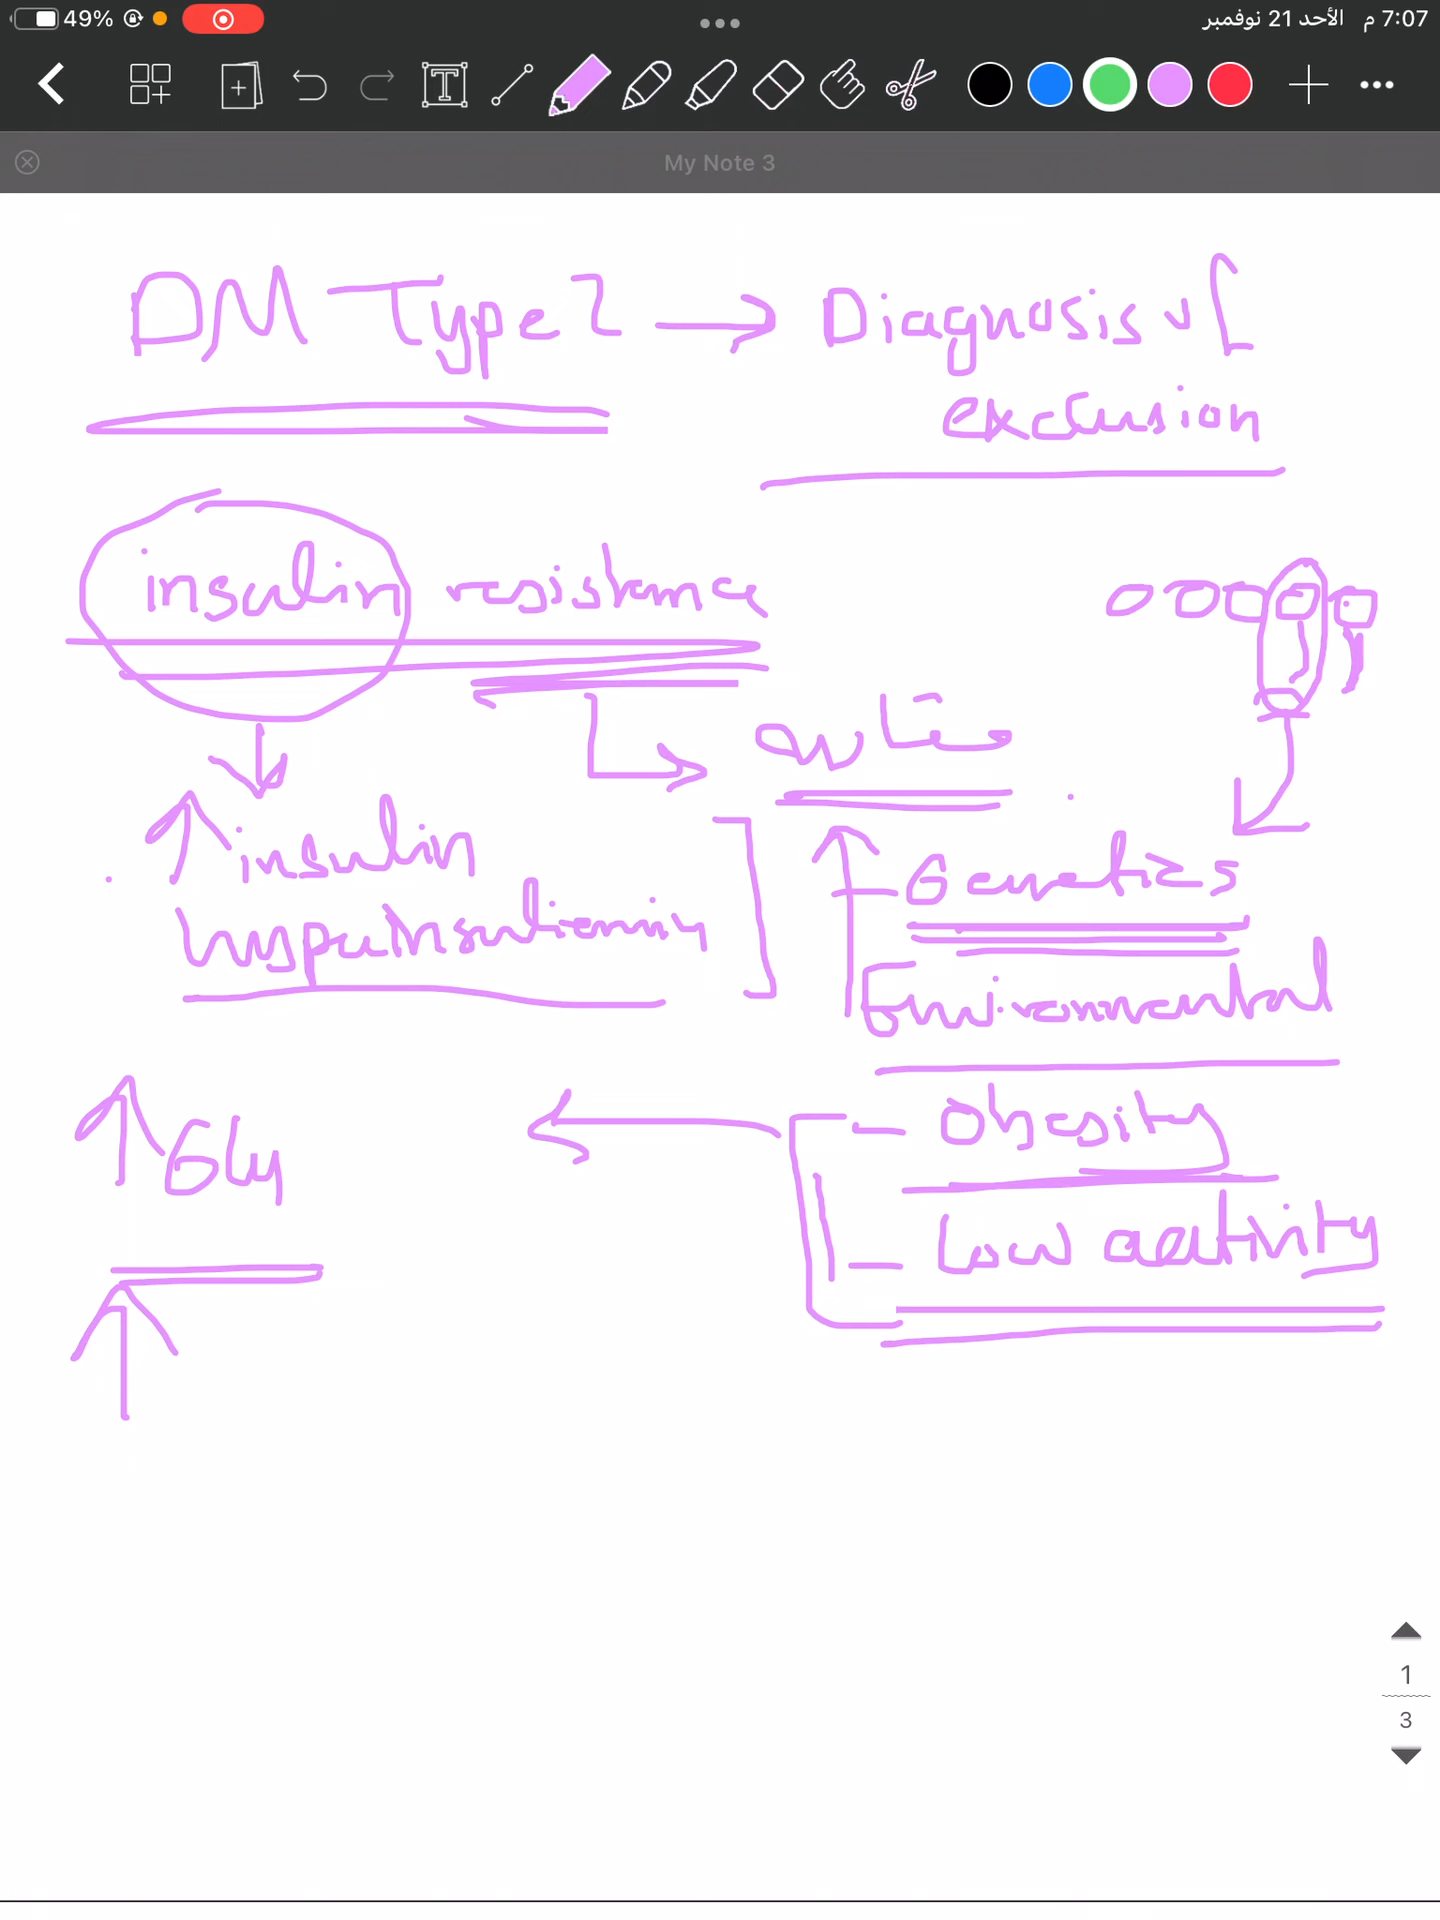 49%
7:07 م الأحد 21 نوفمبر
My Note 3
DM Type 2 → Diagnosis of
exclusion
insulin resistance
↑ insulin
Genetics
Environmental
↑ Glu
- Obesity
- Low activity
1
3